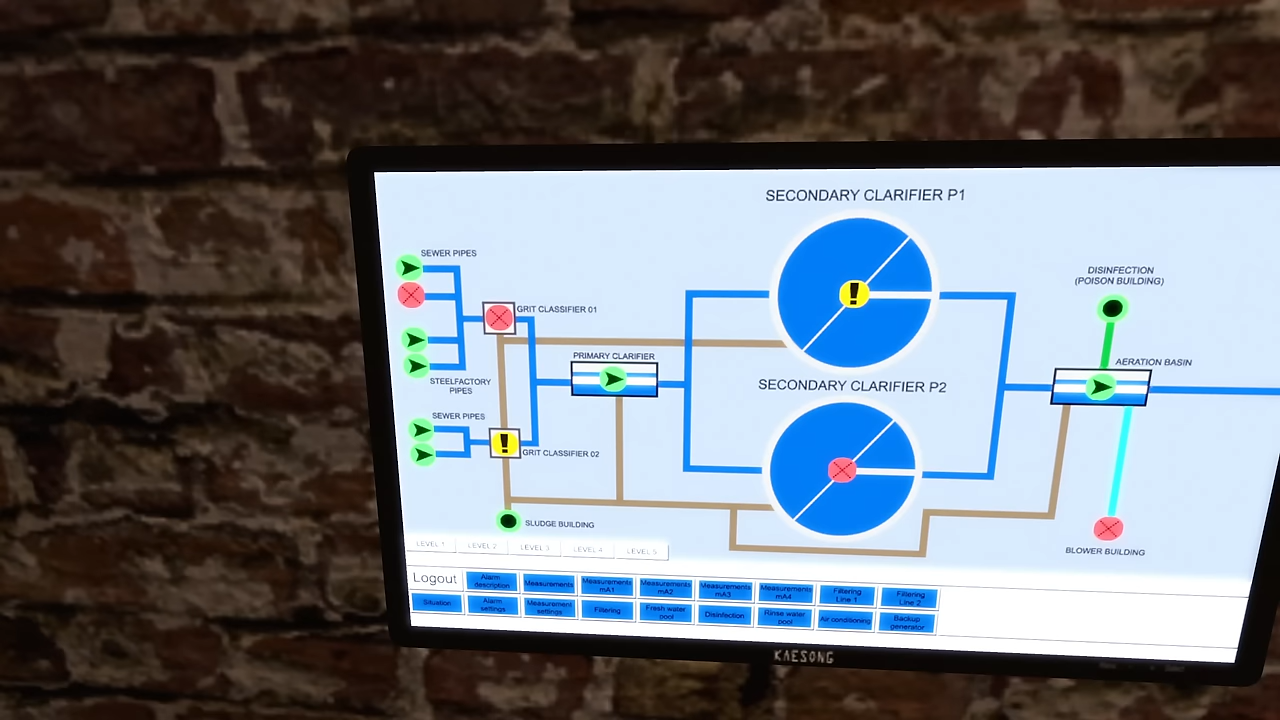 SECONDARY CLARIFIER P1
SEWER PIPES
DISINFECTION
(POISON BUILDING)
GRIT CLASSIFIER 01
PRIMARY CLARIFIER
AERATION BASIN
STEELFACTORY
PIPES
SECONDARY CLARIFIER P2
SEWER PIPES
GRIT CLASSIFIER 02
SLUDGE BUILDING
BLOWER BUILDING
LEVEL 1
LEVEL 2
LEVEL 3
LEVEL 4
LEVEL 5
Logout
Alarm
description
Measurements
Measurements
mA1
Measurements
mA2
Measurements
mA3
Measurements
mA4
Filtering
Line 1
Filtering
Line 2
Situation
Alarm
settings
Measurement
settings
Filtering
Fresh water
pool
Disinfection
Rinse water
pool
Air conditioning
Backup
generator
KAESONG